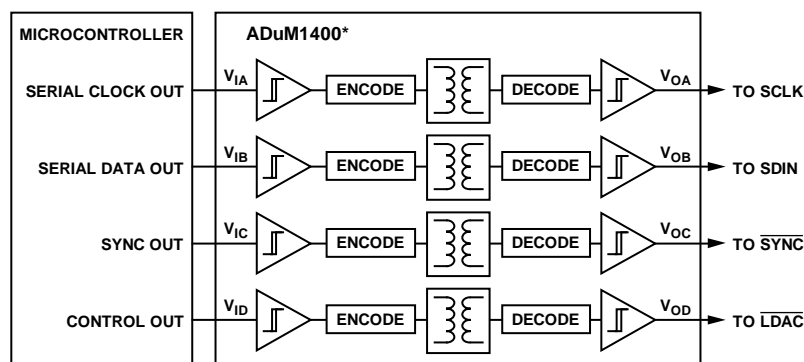 MICROCONTROLLER
ADuM1400*
SERIAL CLOCK OUT VIA ENCODE DECODE VOA TO SCLK
SERIAL DATA OUT VIB ENCODE DECODE VOB TO SDIN
SYNC OUT VIC ENCODE DECODE VOC TO SYNC
CONTROL OUT VID ENCODE DECODE VOD TO LDAC